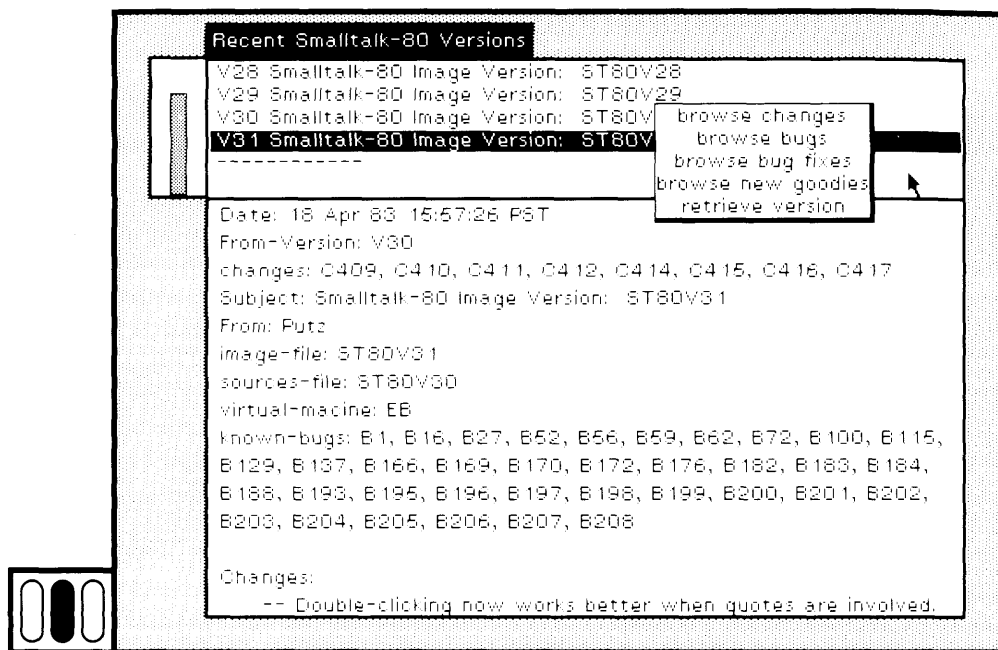 Recent Smalltalk-80 Versions
V28 Smalltalk-80 Image Version: ST80V28
V29 Smalltalk-80 Image Version: ST80V29
V30 Smalltalk-80 Image Version: ST80V
V31 Smalltalk-80 Image Version: ST80V
------------
browse changes
browse bugs
browse bug fixes
browse new goodies
retrieve version
Date: 18 Apr 83 15:57:26 PST
From-Version: V30
changes: C409, C410, C411, C412, C414, C415, C416, C417
Subject: Smalltalk-80 Image Version: ST80V31
From: Putz
image-file: ST80V31
sources-file: ST80V30
virtual-macine: EB
known-bugs: B1, B16, B27, B52, B56, B59, B62, B72, B100, B115,
B129, B137, B166, B169, B170, B172, B176, B182, B183, B184,
B188, B193, B195, B196, B197, B198, B199, B200, B201, B202,
B203, B204, B205, B206, B207, B208
Changes:
-- Double-clicking now works better when quotes are involved.